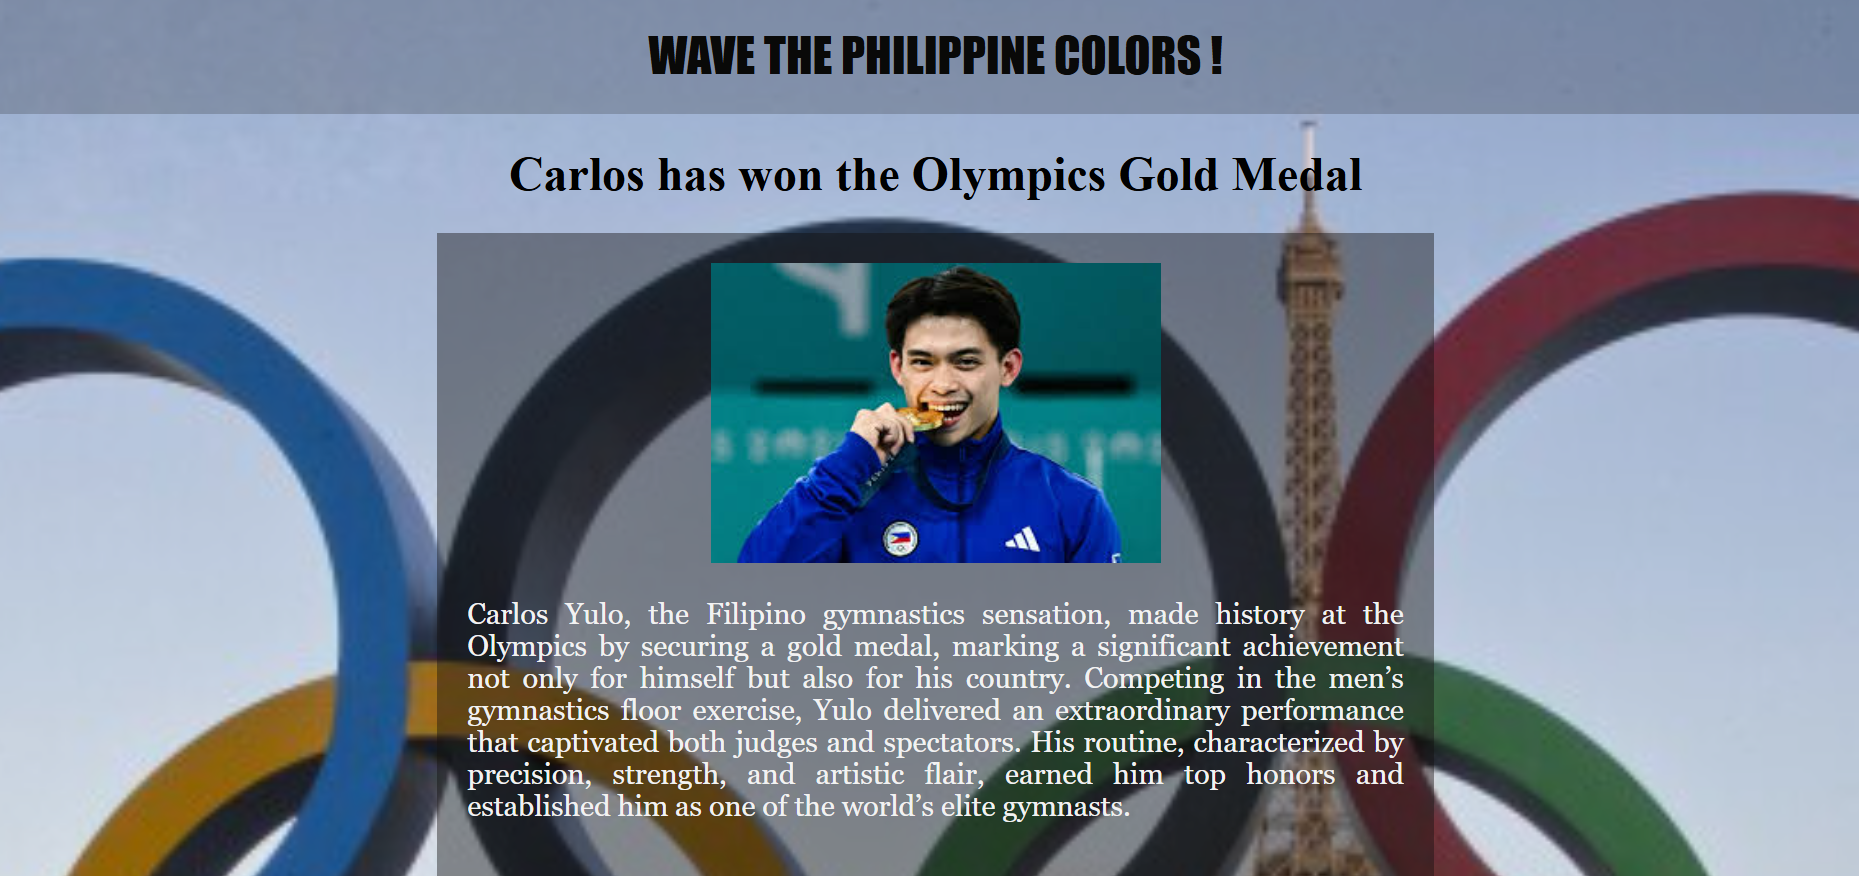 WAVE THE PHILIPPINE COLORS !
Carlos has won the Olympics Gold Medal
Carlos Yulo, the Filipino gymnastics sensation, made history at the
Olympics by securing a gold medal, marking a significant achievement
not only for himself but also for his country. Competing in the men’s
gymnastics floor exercise, Yulo delivered an extraordinary performance
that captivated both judges and spectators. His routine, characterized by
precision, strength, and artistic flair, earned him top honors and
established him as one of the world’s elite gymnasts.